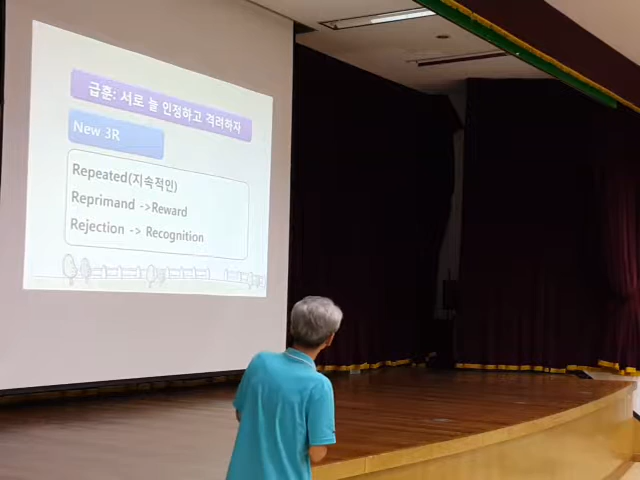 급훈: 서로 늘 인정하고 격려하자
New 3R
Repeated(지속적인)
Reprimand ->Reward
Rejection -> Recognition